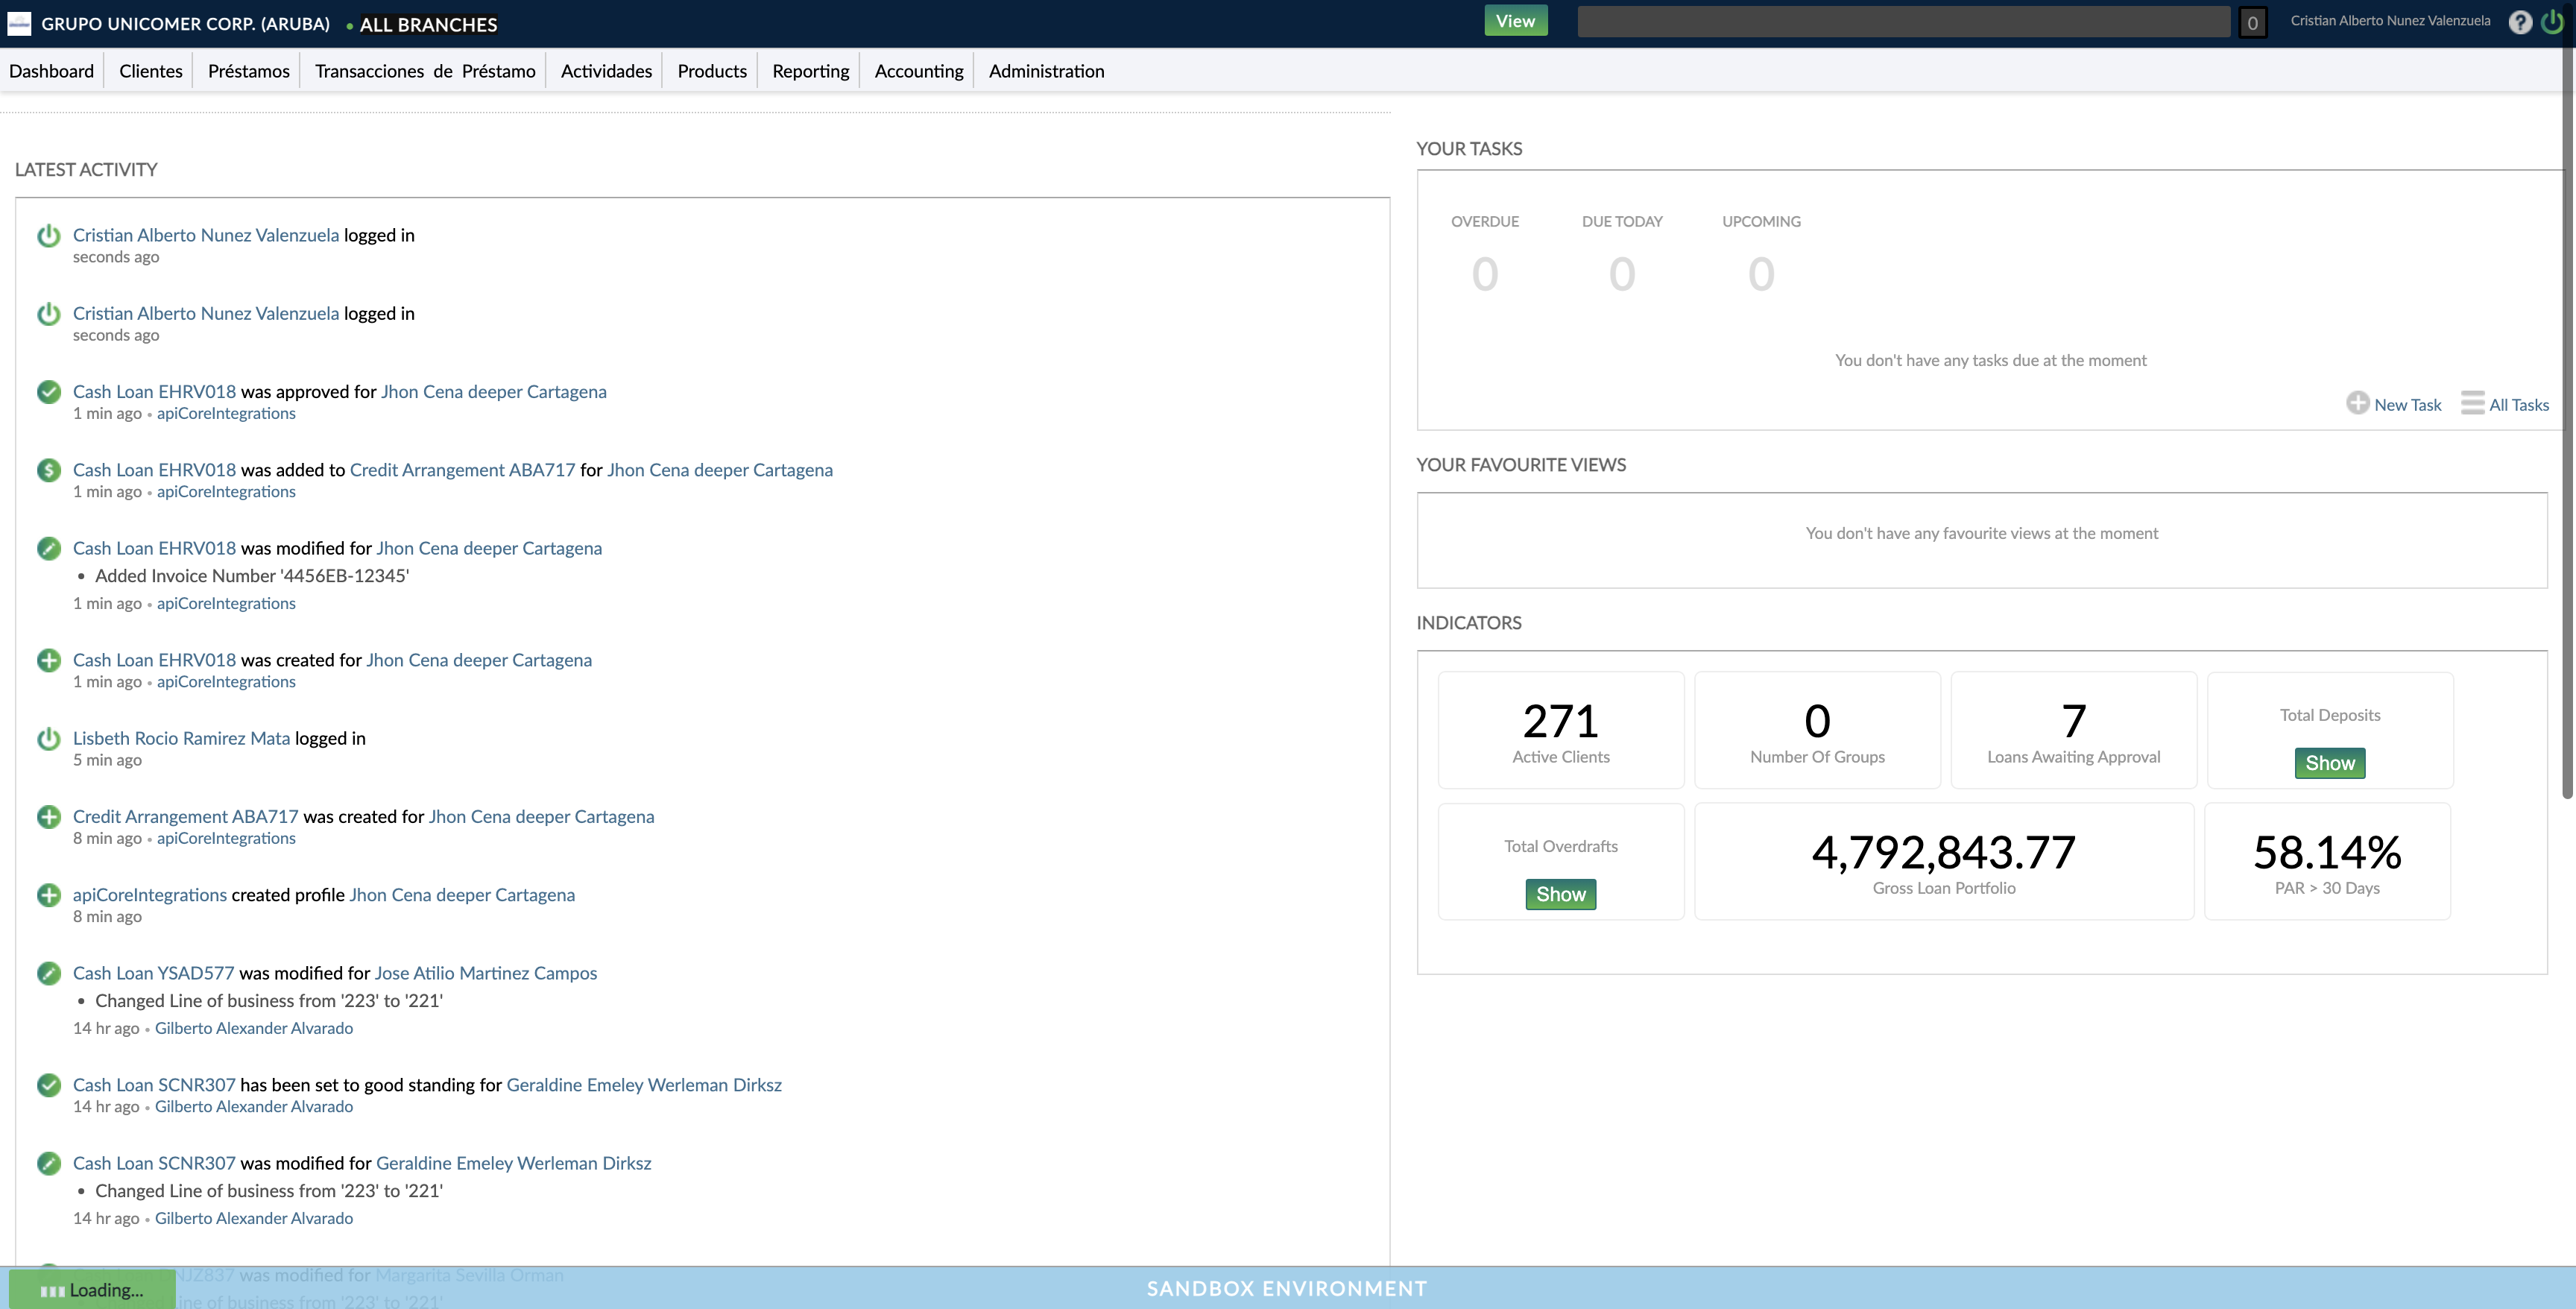 GRUPO UNICOMER CORP. (ARUBA) • ALL BRANCHES
View
0
Cristian Alberto Nunez Valenzuela
?
Dashboard
Clientes
Préstamos
Transacciones de Préstamo
Actividades
Products
Reporting
Accounting
Administration
LATEST ACTIVITY
Cristian Alberto Nunez Valenzuela logged in
seconds ago
Cristian Alberto Nunez Valenzuela logged in
seconds ago
Cash Loan EHRV018 was approved for Jhon Cena deeper Cartagena
1 min ago • apiCoreIntegrations
Cash Loan EHRV018 was added to Credit Arrangement ABA717 for Jhon Cena deeper Cartagena
1 min ago • apiCoreIntegrations
Cash Loan EHRV018 was modified for Jhon Cena deeper Cartagena
• Added Invoice Number '4456EB-12345'
1 min ago • apiCoreIntegrations
Cash Loan EHRV018 was created for Jhon Cena deeper Cartagena
1 min ago • apiCoreIntegrations
Lisbeth Rocio Ramirez Mata logged in
5 min ago
Credit Arrangement ABA717 was created for Jhon Cena deeper Cartagena
8 min ago • apiCoreIntegrations
apiCoreIntegrations created profile Jhon Cena deeper Cartagena
8 min ago
Cash Loan YSAD577 was modified for Jose Atilio Martinez Campos
• Changed Line of business from '223' to '221'
14 hr ago • Gilberto Alexander Alvarado
Cash Loan SCNR307 has been set to good standing for Geraldine Emeley Werleman Dirksz
14 hr ago • Gilberto Alexander Alvarado
Cash Loan SCNR307 was modified for Geraldine Emeley Werleman Dirksz
• Changed Line of business from '223' to '221'
14 hr ago • Gilberto Alexander Alvarado
was modified for Margarita Sevilla Orman
Line of business from '223' to '221'
Loading...
SANDBOX ENVIRONMENT
YOUR TASKS
OVERDUE
DUE TODAY
UPCOMING
0
0
0
You don't have any tasks due at the moment
New Task
All Tasks
YOUR FAVOURITE VIEWS
You don't have any favourite views at the moment
INDICATORS
271
Active Clients
0
Number Of Groups
7
Loans Awaiting Approval
Total Deposits
Show
Total Overdrafts
Show
4,792,843.77
Gross Loan Portfolio
58.14%
PAR > 30 Days